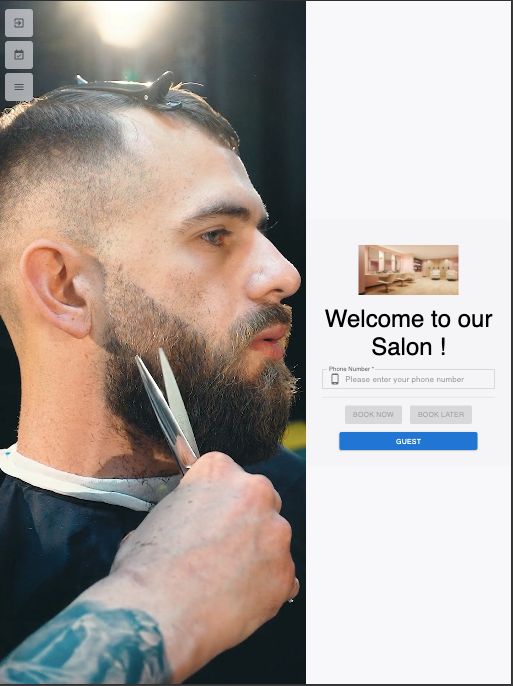 Welcome to our
Salon !
Phone Number *
Please enter your phone number
BOOK NOW
BOOK LATER
GUEST